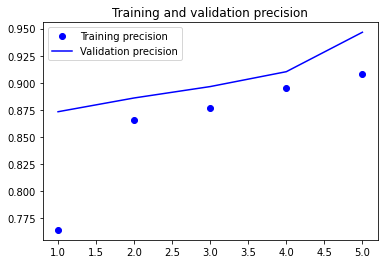 Training and validation precision
Training precision
Validation precision
0.950
0.925
0.900
0.875
0.850
0.825
0.800
0.775
1.0 1.5 2.0 2.5 3.0 3.5 4.0 4.5 5.0